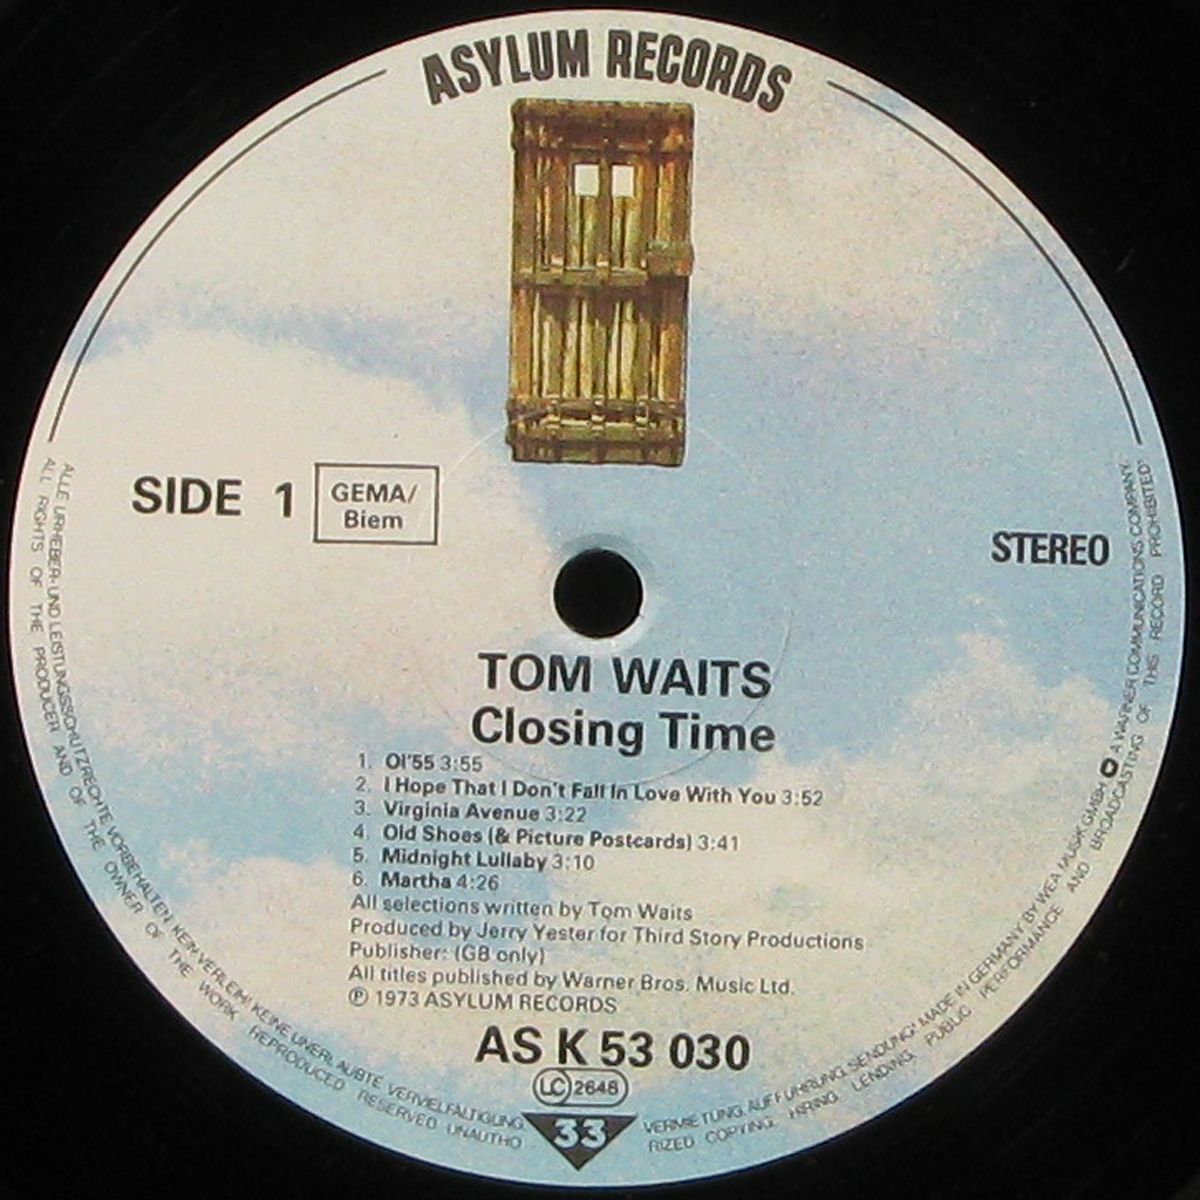 ASYLUM RECORDS
SIDE 1
GEMA/
Biem
STEREO
TOM WAITS
Closing Time
1. Ol'55 3:55
2. I Hope That I Don't Fall In Love With You 3:52
3. Virginia Avenue 3:22
4. Old Shoes (& Picture Postcards) 3:41
5. Midnight Lullaby 3:10
6. Martha 4:26
All selections written by Tom Waits
Produced by Jerry Yester for Third Story Productions
Publisher: (GB only)
All titles published by Warner Bros. Music Ltd.
Ⓟ 1973 ASYLUM RECORDS
AS K 53 030
LC 2648
33
ALLE URHEBER- UND LEISTUNGSSCHUTZRECHTE VORBEHALTEN. KEIN VERLEIH! KEINE UNERLAUBTE VERVIELFÄLTIGUNG, VERMIETUNG, AUFFÜHRUNG, SENDUNG! MADE IN GERMANY BY WEA MUSIK GMBH A WARNER COMMUNICATIONS COMPANY.
ALL RIGHTS OF THE PRODUCER AND OF THE OWNER OF THE WORK REPRODUCED RESERVED UNAUTHORIZED COPYING, HIRING, LENDING, PUBLIC PERFORMANCE AND BROADCASTING OF THIS RECORD PROHIBITED!